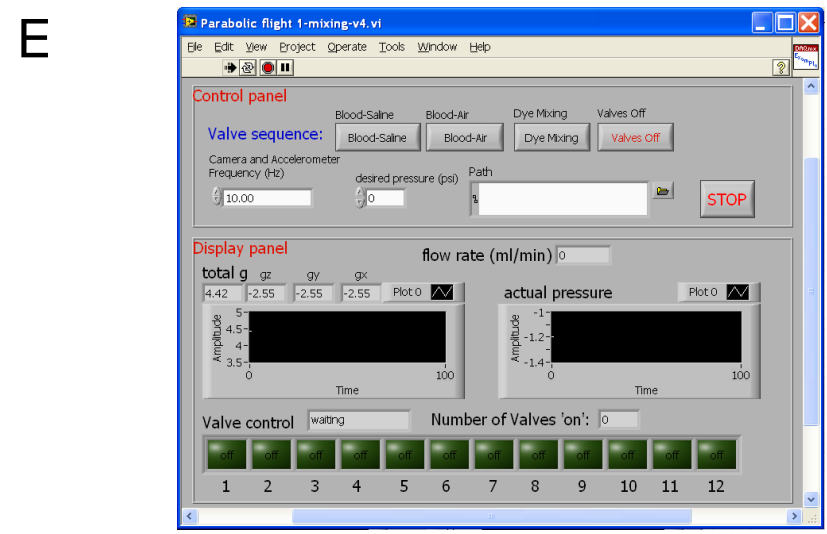 E
Parabolic flight 1-mixing-v4.vi
File Edit View Project Operate Tools Window Help
DAQmx
Control panel
Blood-Saline Blood-Air Dye Mixing Valves Off
Valve sequence: Blood-Saline Blood-Air Dye Mixing Valves Off
Camera and Accelerometer
Frequency (Hz) desired pressure (psi) Path
10.00 0 STOP
Display panel flow rate (ml/min) 0
total g gz gy gx
4.42 -2.55 -2.55 -2.55 Plot 0 actual pressure Plot 0
Amplitude 5 4.5 4 3.5 Amplitude -1 -1.2 -1.4
0 100 0 100
Time Time
Valve control waiting Number of Valves 'on': 0
off off off off off off off off off off off off
1 2 3 4 5 6 7 8 9 10 11 12